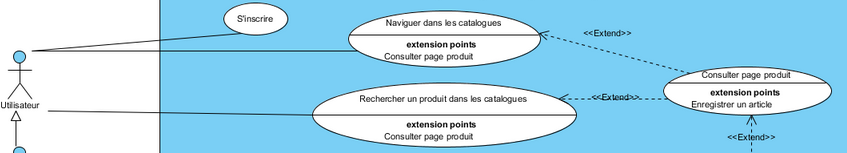 S'inscrire
Naviguer dans les catalogues
extension points
Consulter page produit
<<Extend>>
Consulter page produit
extension points
Enregistrer un article
Utilisateur
Rechercher un produit dans les catalogues
extension points
Consulter page produit
<<Extend>>
<<Extend>>